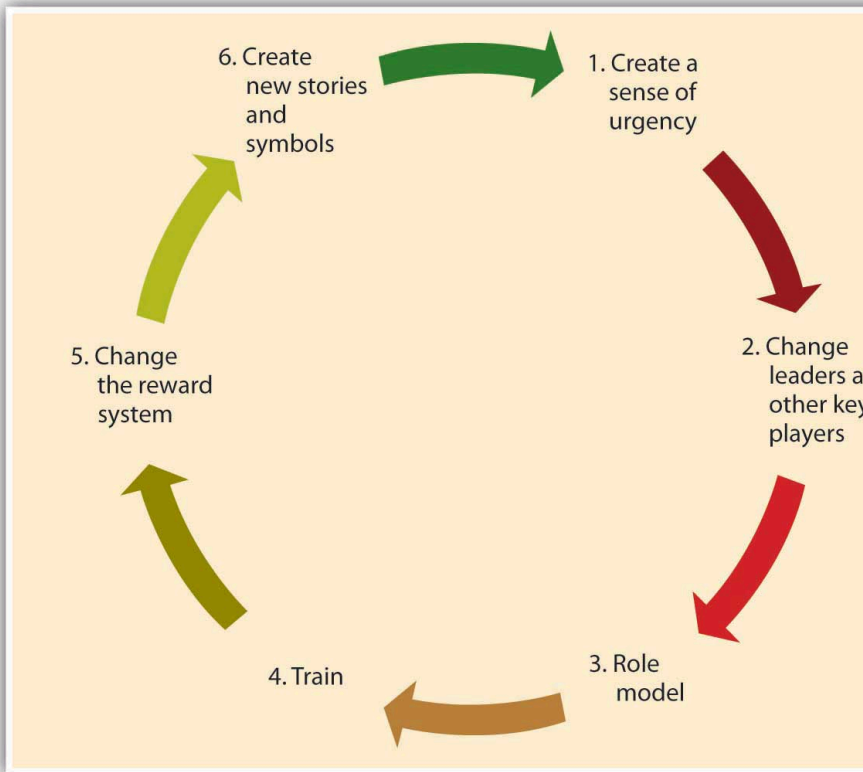 1. Create a
sense of
urgency
2. Change
leaders
other key
players
3. Role
model
4. Train
5. Change
the reward
system
6. Create
new stories
and
symbols